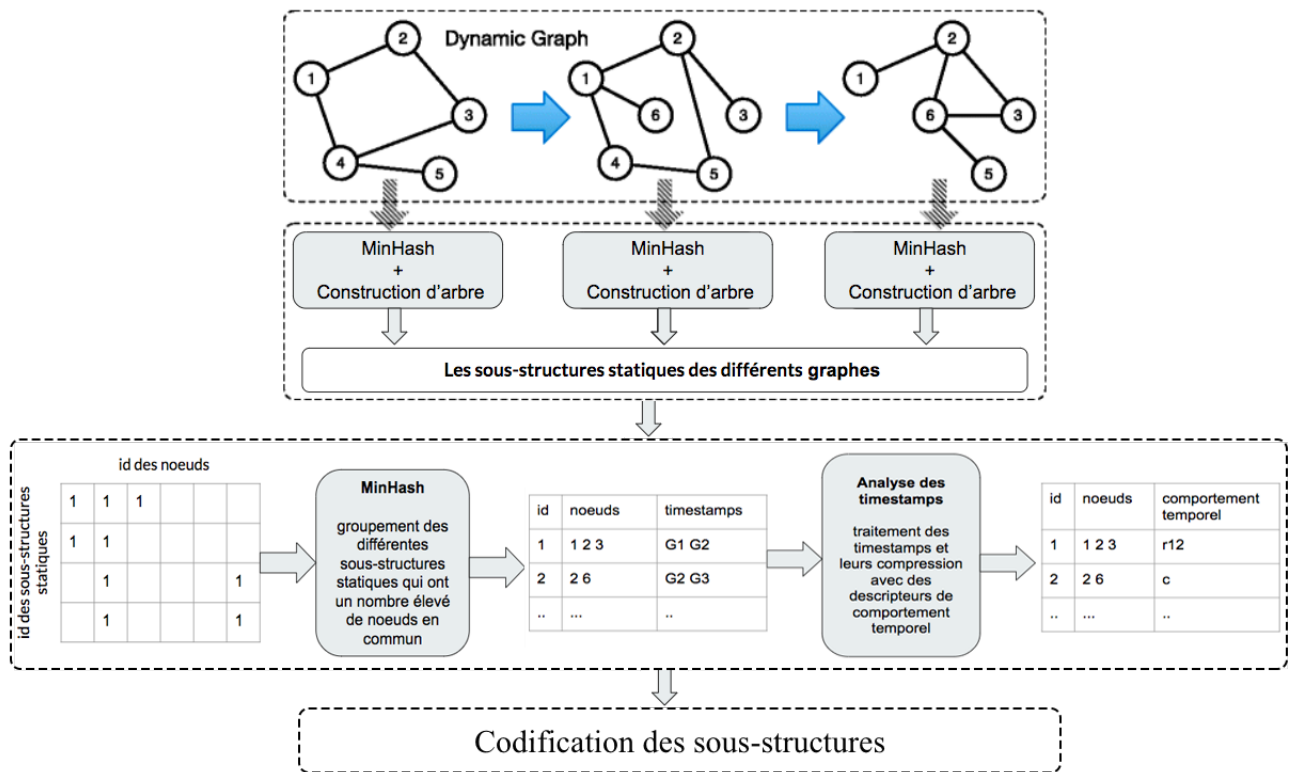 Dynamic Graph
2
1
3
4
5
2
1
6
3
4
5
2
1
6
3
5
MinHash
+
Construction d'arbre
MinHash
+
Construction d'arbre
MinHash
+
Construction d'arbre
Les sous-structures statiques des différents graphes
id des noeuds
id des sous-structures
statiques
1 1 1
1 1
1 1
1 1
MinHash
groupement des
différentes
sous-structures
statiques qui ont
un nombre élevé
de noeuds en
commun
id noeuds timestamps
1 1 2 3 G1 G2
2 2 6 G2 G3
.. ... ..
Analyse des
timestamps
traitement des
timestamps et
leurs compression
avec des
descripteurs de
comportement
temporel
id noeuds comportement
temporel
1 1 2 3 r12
2 2 6 c
.. ... ..
Codification des sous-structures